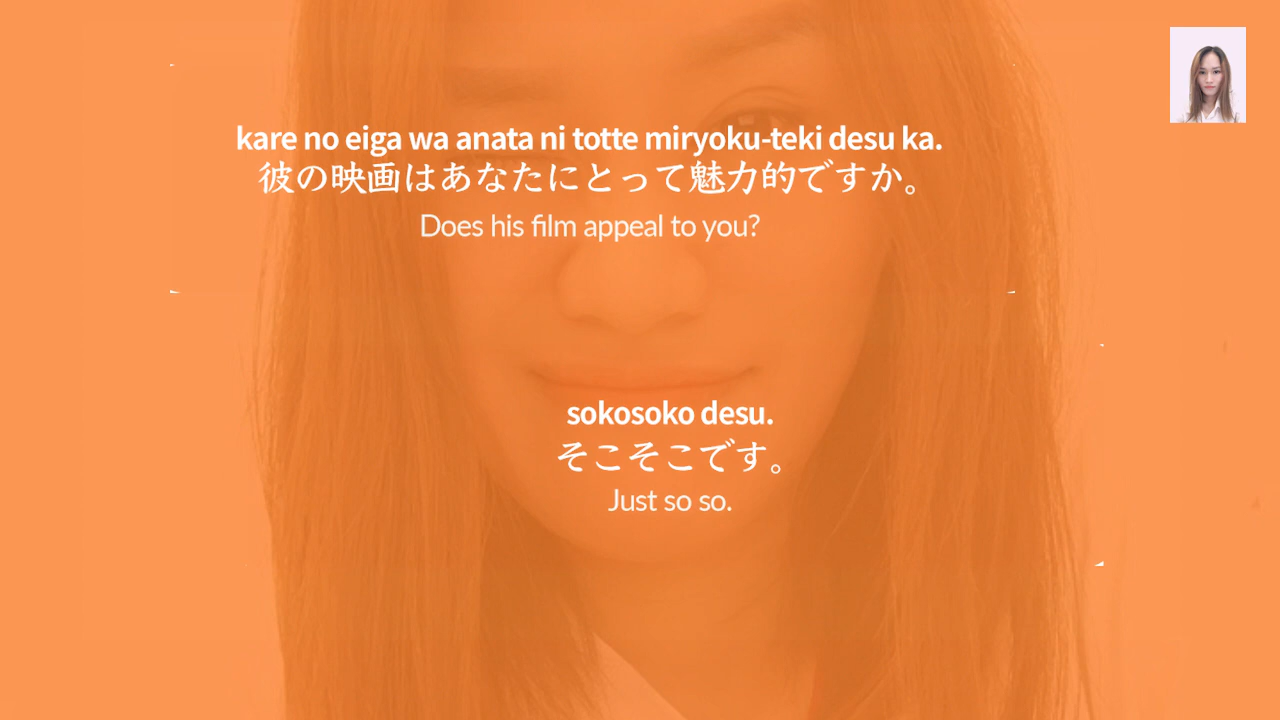 kare no eiga wa anata ni totte miryoku-teki desu ka.
彼の映画はあなたにとって魅力的ですか。
Does his film appeal to you?
sokosoko desu.
そこそこです。
Just so so.